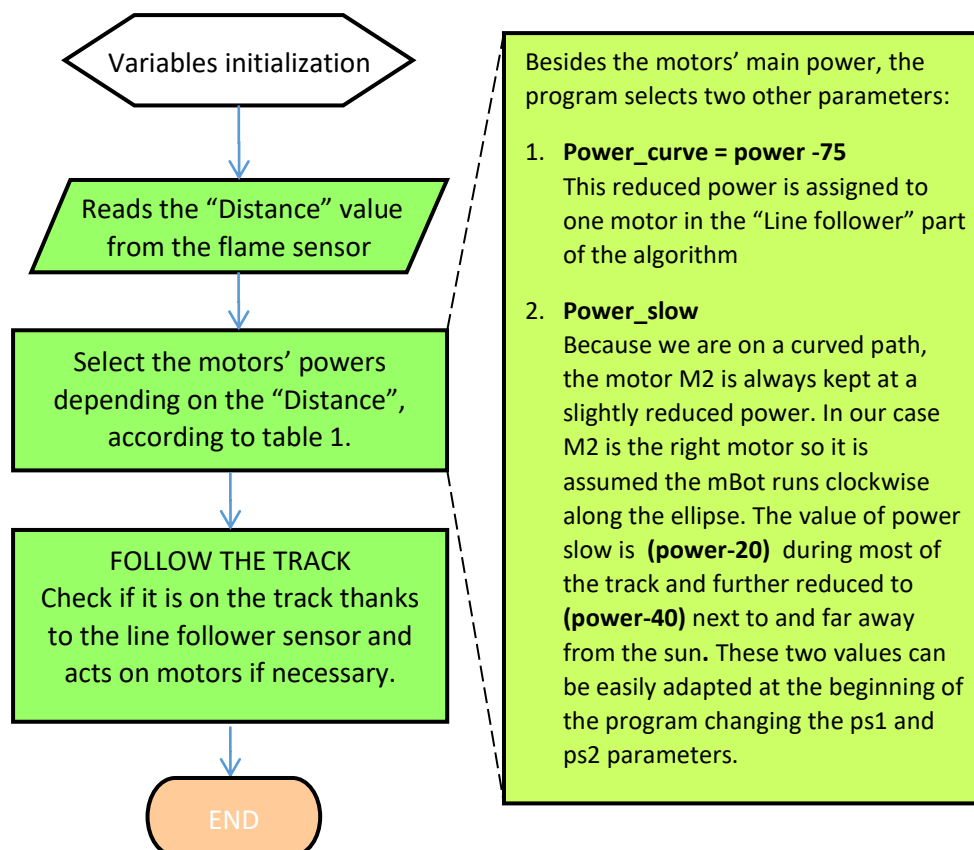 Variables initialization
Reads the “Distance” value
from the flame sensor
Select the motors’ powers
depending on the “Distance”,
according to table 1.
FOLLOW THE TRACK
Check if it is on the track thanks
to the line follower sensor and
acts on motors if necessary.
END
Besides the motors’ main power, the
program selects two other parameters:
1. Power_curve = power -75
This reduced power is assigned to
one motor in the “Line follower” part
of the algorithm
2. Power_slow
Because we are on a curved path,
the motor M2 is always kept at a
slightly reduced power. In our case
M2 is the right motor so it is
assumed the mBot runs clockwise
along the ellipse. The value of power
slow is (power-20) during most of
the track and further reduced to
(power-40) next to and far away
from the sun. These two values can
be easily adapted at the beginning of
the program changing the ps1 and
ps2 parameters.